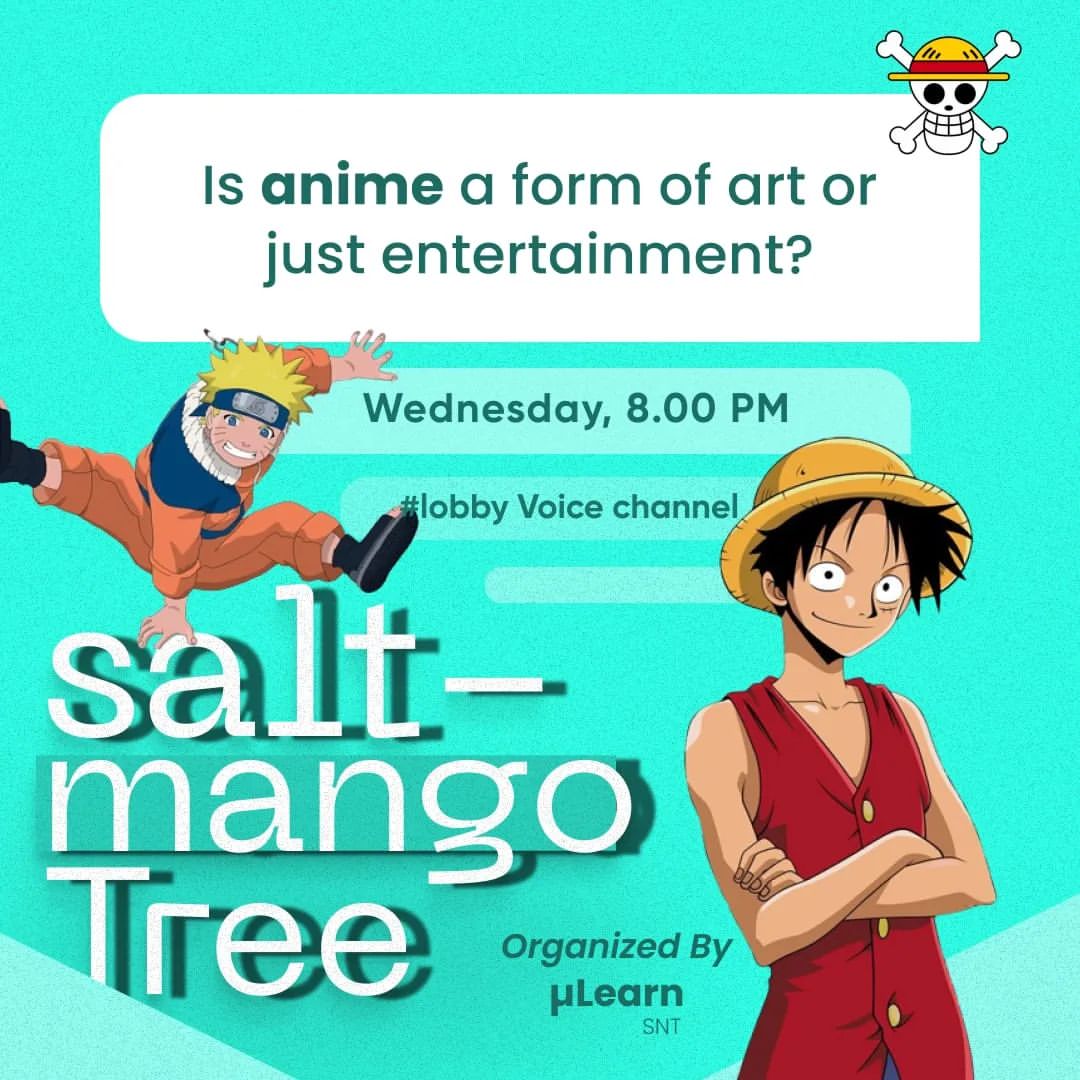 Is anime a form of art or
just entertainment?
Wednesday, 8.00 PM
#lobby Voice channel
salt-
mango
Tree
Organized By
µLearn
SNT